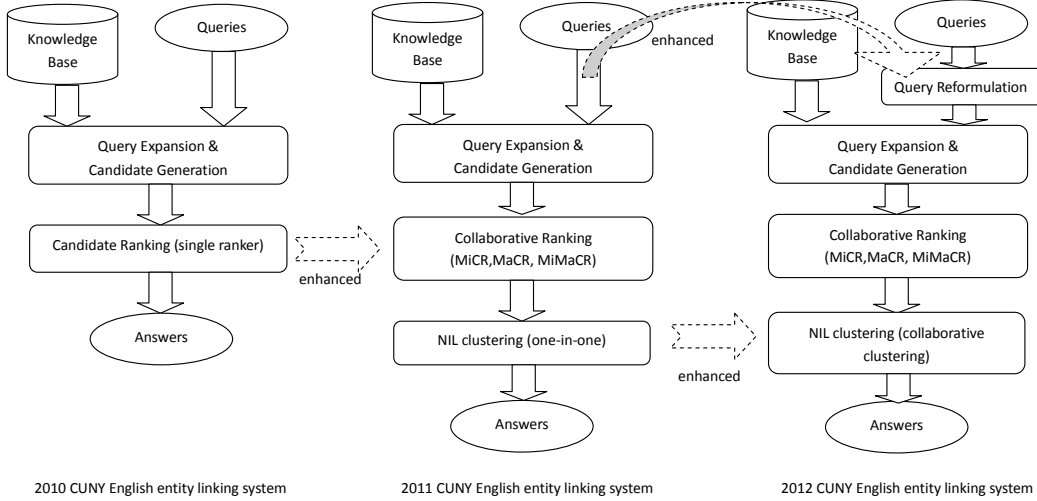 Knowledge
Base
Queries
Query Expansion &
Candidate Generation
Candidate Ranking (single ranker)
Answers
2010 CUNY English entity linking system
enhanced
Knowledge
Base
Queries
enhanced
Query Expansion &
Candidate Generation
Collaborative Ranking
(MiCR,MaCR, MiMaCR)
NIL clustering (one-in-one)
Answers
2011 CUNY English entity linking system
enhanced
Knowledge
Base
Queries
Query Reformulation
Query Expansion &
Candidate Generation
Collaborative Ranking
(MiCR,MaCR, MiMaCR)
NIL clustering (collaborative
clustering)
Answers
2012 CUNY English entity linking system